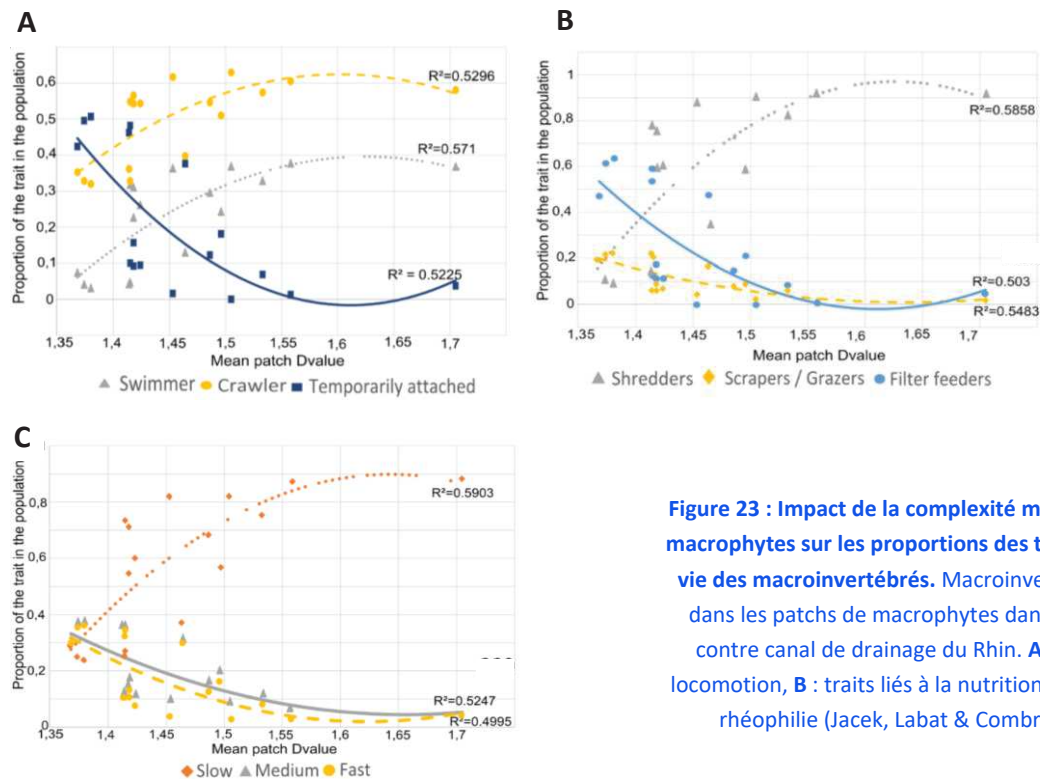 A
Proportion of the trait in the population
0,6
0,5
0,4
0,3
0,2
0,1
0
R²=0.5296
R²=0.571
R² = 0.5225
1,35 1,4 1,45 1,5 1,55 1,6 1,65 1,7
Mean patch Dvalue
Swimmer Crawler Temporarily attached
B
Proportion of the trait in the population
1
0,8
0,6
0,4
0,2
0
R²=0.5858
R²=0.503
R²=0.5483
1,35 1,4 1,45 1,5 1,55 1,6 1,65 1,7
Mean patch Dvalue
Shredders Scrapers / Grazers Filter feeders
C
Proportion of the trait in the population
0,8
0,6
0,4
0,2
0
R²=0.5903
R²=0.5247
R²=0.4995
1,35 1,4 1,45 1,5 1,55 1,6 1,65 1,7
Mean patch Dvalue
Slow Medium Fast
Figure 23 : Impact de la complexité m
macrophytes sur les proportions des t
vie des macroinvertébrés. Macroinve
dans les patchs de macrophytes dan
contre canal de drainage du Rhin. A
locomotion, B : traits liés à la nutrition
rhéophilie (Jacek, Labat & Combr